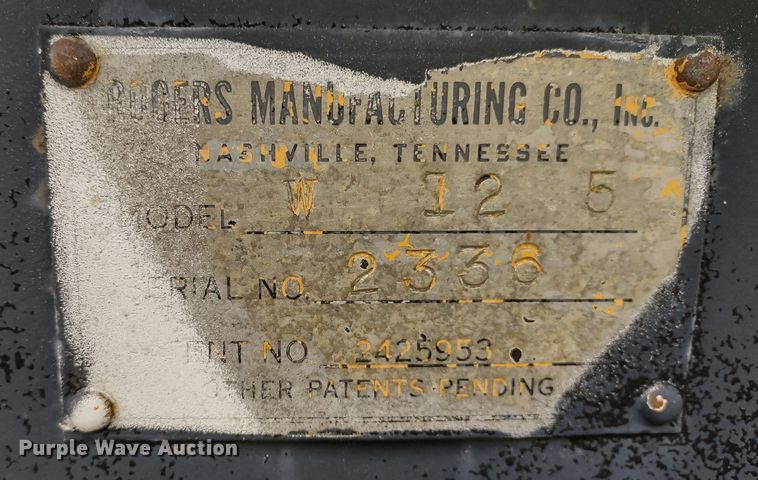 ROGERS MANUFACTURING CO., INC.
NASHVILLE, TENNESSEE
MODEL W 12 5
SERIAL NO. 2336
PATENT NO 2425953
OTHER PATENTS PENDING
Purple Wave Auction